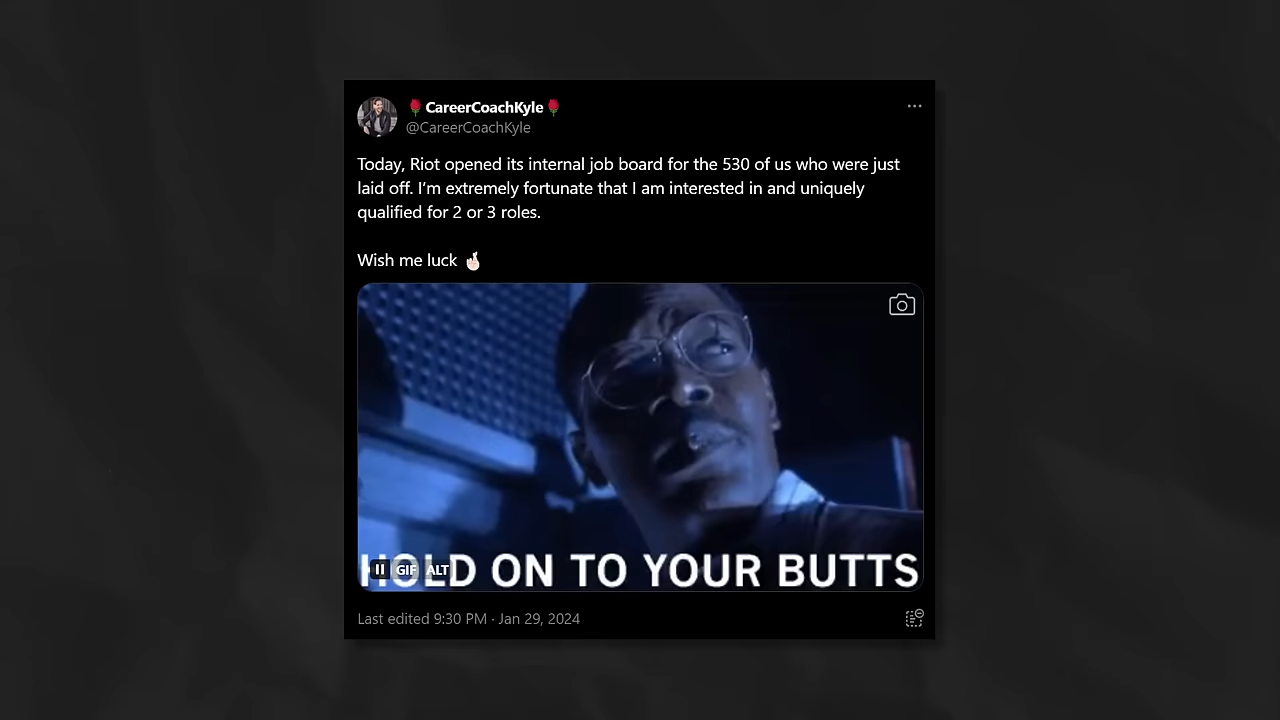 🌹CareerCoachKyle🌹
@CareerCoachKyle
Today, Riot opened its internal job board for the 530 of us who were just
laid off. I'm extremely fortunate that I am interested in and uniquely
qualified for 2 or 3 roles.
Wish me luck 🤞🏻
HOLD ON TO YOUR BUTTS
GIF ALT
Last edited 9:30 PM · Jan 29, 2024